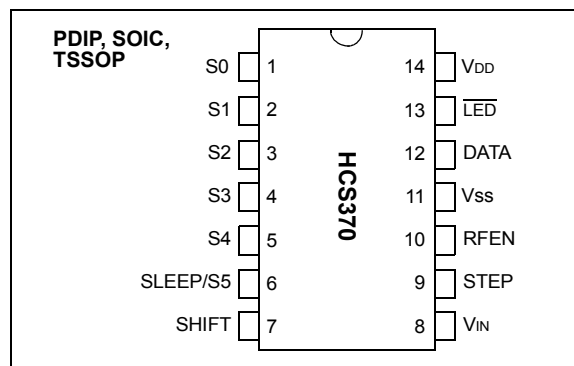 PDIP, SOIC,
TSSOP
S0 1 14 VDD
S1 2 13 LED
S2 3 12 DATA
S3 4 11 Vss
S4 5 10 RFEN
SLEEP/S5 6 9 STEP
SHIFT 7 8 VIN
HCS370